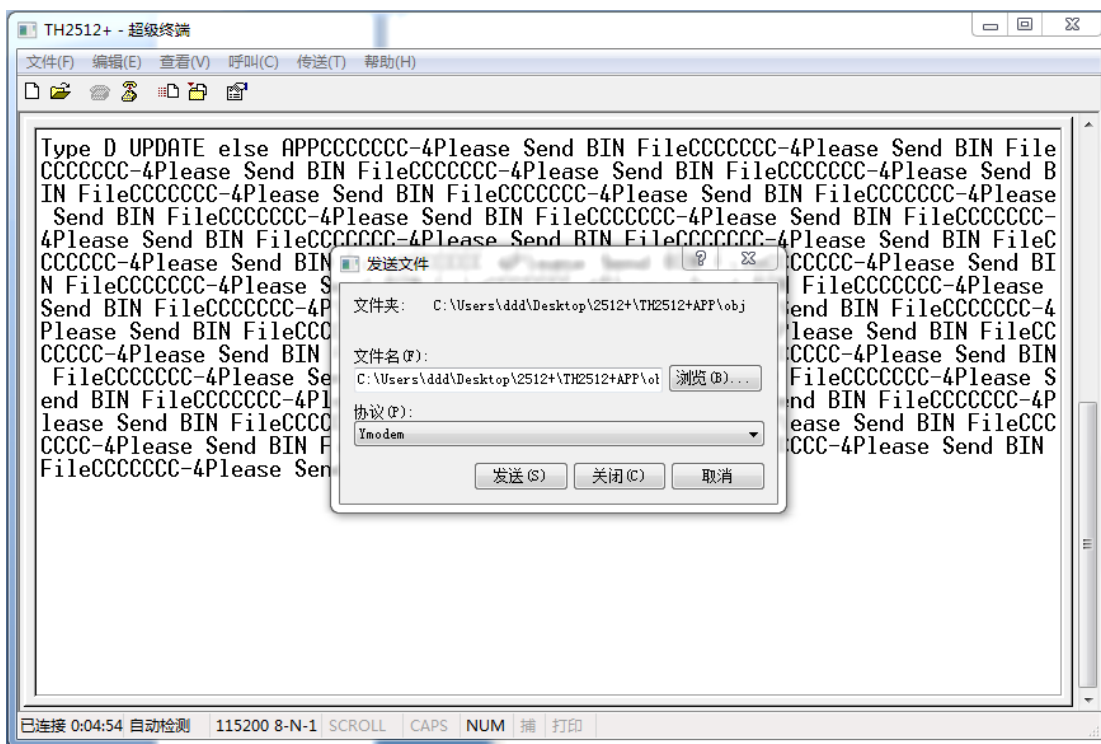 TH2512+ - 超级终端
文件(F) 编辑(E) 查看(V) 呼叫(C) 传送(T) 帮助(H)
Type D UPDATE else APPCCCCCCC-4Please Send BIN FileCCCCCCC-4Please Send BIN File
CCCCCCC-4Please Send BIN FileCCCCCCC-4Please Send BIN FileCCCCCCC-4Please Send B
IN FileCCCCCCC-4Please Send BIN FileCCCCCCC-4Please Send BIN FileCCCCCCC-4Please
 Send BIN FileCCCCCCC-4Please Send BIN FileCCCCCCC-4Please Send BIN FileCCCCCCC-
4Please Send BIN FileCCCCCCC-4Please Send BIN FileCCCCCCC-4Please Send BIN FileC
CCCCCC-4Please Send BIN CCCCC-4Please Send BI
N FileCCCCCCC-4Please S FileCCCCCCC-4Please
Send BIN FileCCCCCCC-4P end BIN FileCCCCCCC-4
Please Send BIN FileCCC lease Send BIN FileCC
CCCCC-4Please Send BIN CCCC-4Please Send BIN
 FileCCCCCCC-4Please Se FileCCCCCCC-4Please S
end BIN FileCCCCCCC-4Pl nd BIN FileCCCCCCC-4P
lease Send BIN FileCCCC ease Send BIN FileCCC
CCCC-4Please Send BIN F CCC-4Please Send BIN
FileCCCCCCC-4Please Sen
发送文件
文件夹: C:\Users\ddd\Desktop\2512+\TH2512+APP\obj
文件名(F):
C:\Users\ddd\Desktop\2512+\TH2512+APP\ob 浏览(B)...
协议(P):
Ymodem
发送(S) 关闭(C) 取消
已连接 0:04:54 自动检测 115200 8-N-1 SCROLL CAPS NUM 捕 打印